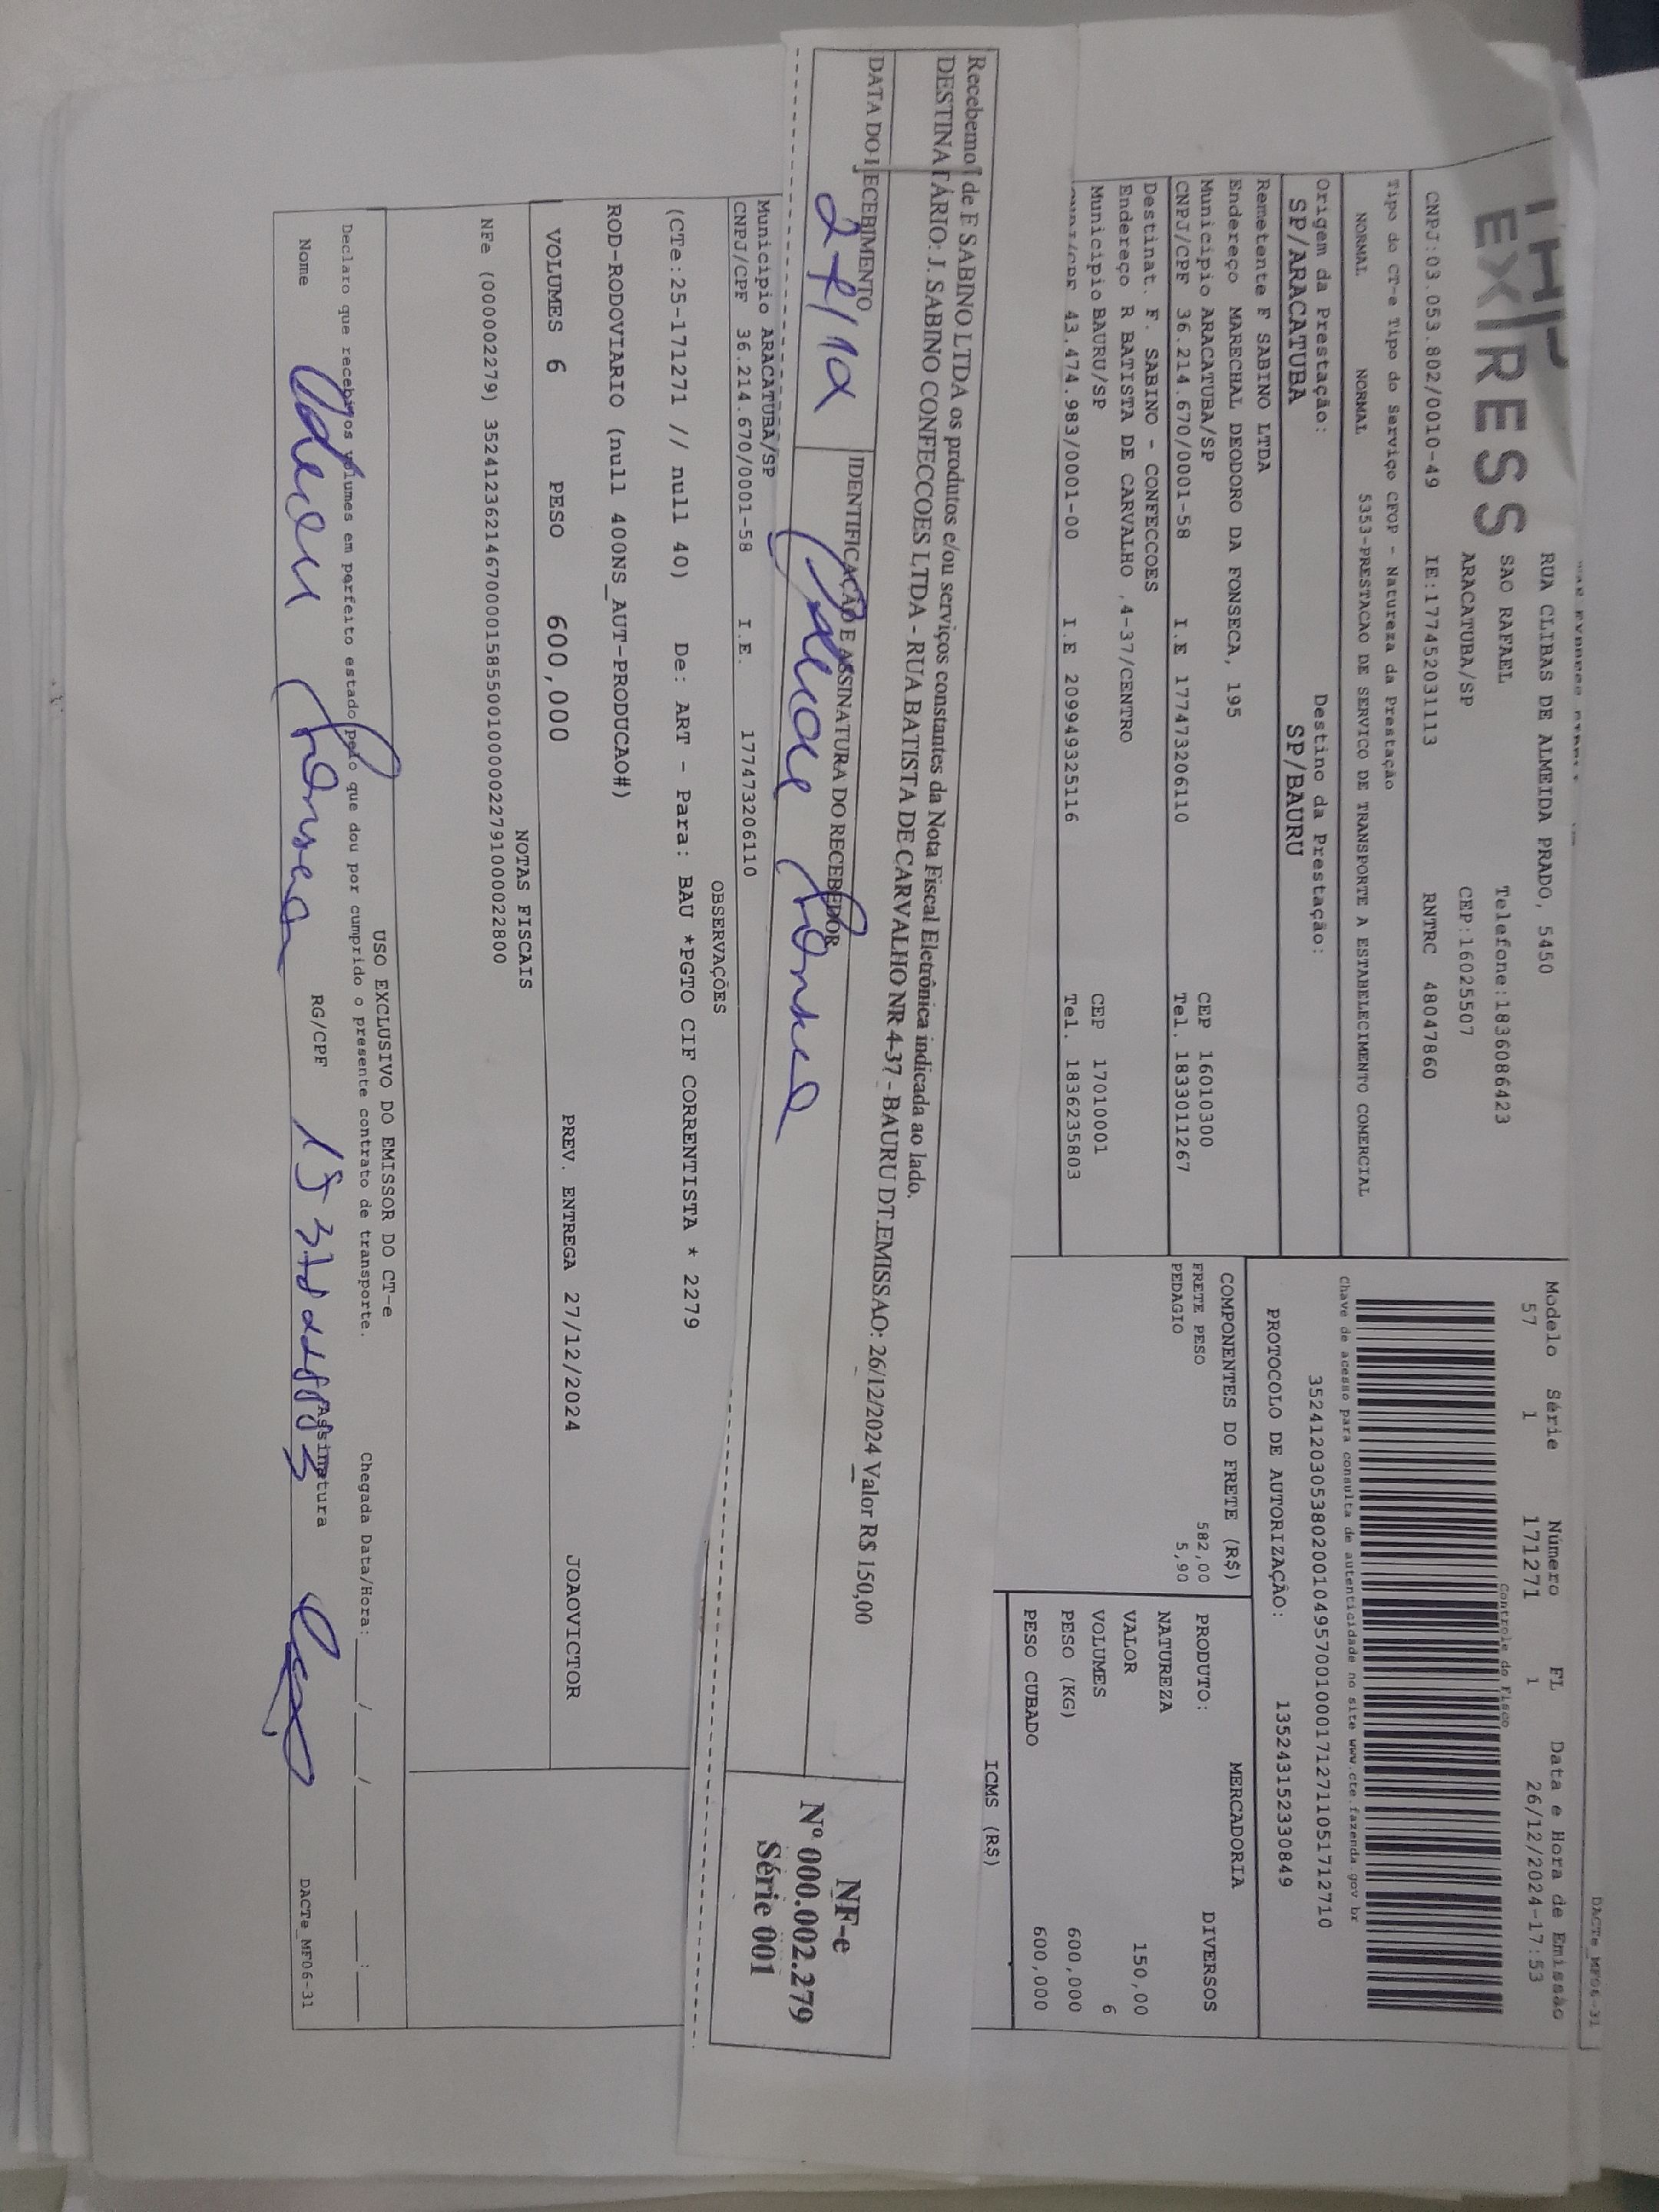 DACTe_MF06-31
EXPRESS
RUA CLIBAS DE ALMEIDA PRADO, 5450
SAO RAFAEL Telefone:1836086423
ARACATUBA/SP CEP:16025507
CNPJ:03.053.802/0010-49 IE:177452031113 RNTRC 48047860
Modelo Série Número FL Data e Hora de Emissão
57 1 171271 1 26/12/2024-17:53
Controle do Fisco
Chave de acesso para consulta de autenticidade no site www.cte.fazenda.gov.br
35241203053802001049570010001712711051712710
PROTOCOLO DE AUTORIZAÇÃO: 135243152330849
Tipo do CT-e Tipo do Serviço CFOP - Natureza da Prestação
NORMAL NORMAL 5353-PRESTACAO DE SERVICO DE TRANSPORTE A ESTABELECIMENTO COMERCIAL
Origem da Prestação: Destino da Prestação:
SP/ARACATUBA SP/BAURU
Remetente F SABINO LTDA
Endereço MARECHAL DEODORO DA FONSECA, 195
Municipio ARACATUBA/SP CEP 16010300
CNPJ/CPF 36.214.670/0001-58 I.E 177473206110 Tel. 1833011267
Destinat. F. SABINO - CONFECCOES
Endereço R BATISTA DE CARVALHO ,4-37/CENTRO
Municipio BAURU/SP CEP 17010001
CNPJ/CPF 43.474.983/0001-00 I.E 209949325116 Tel. 1836235803
COMPONENTES DO FRETE (R$)
FRETE PESO 582,00
PEDAGIO 5,90
MERCADORIA
PRODUTO: DIVERSOS
NATUREZA
VALOR 150,00
VOLUMES 6
PESO (KG) 600,000
PESO CUBADO 600,000
ICMS (R$)
Recebemos de F SABINO LTDA os produtos e/ou serviços constantes da Nota Fiscal Eletrônica indicada ao lado.
DESTINATÁRIO: J. SABINO CONFECCOES LTDA - RUA BATISTA DE CARVALHO NR 4-37 - BAURU DT.EMISSAO: 26/12/2024 Valor R$ 150,00
DATA DO RECEBIMENTO IDENTIFICAÇÃO E ASSINATURA DO RECEBEDOR
27/12
NF-e
Nº 000.002.279
Série 001
Municipio ARACATUBA/SP
CNPJ/CPF 36.214.670/0001-58 I.E. 177473206110
OBSERVAÇÕES
(CTe:25-171271 // null 40) De: ART - Para: BAU *PGTO CIF CORRENTISTA * 2279
ROD-RODOVIARIO (null 400NS_AUT-PRODUCAO#)
VOLUMES 6 PESO 600,000 PREV. ENTREGA 27/12/2024 JOAOVICTOR
NOTAS FISCAIS
NFe (000002279) 35241236214670000158550010000022791000022800
USO EXCLUSIVO DO EMISSOR DO CT-e
Declaro que recebi os volumes em perfeito estado pelo que dou por cumprido o presente contrato de transporte. Chegada Data/Hora: / / :
Nome RG/CPF Assinatura DACTe_MF06-31